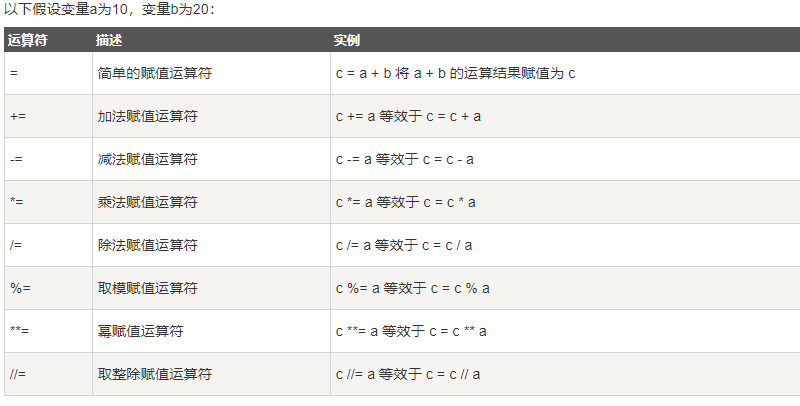 以下假设变量a为10，变量b为20：
运算符 描述 实例
= 简单的赋值运算符 c = a + b 将 a + b 的运算结果赋值为 c
+= 加法赋值运算符 c += a 等效于 c = c + a
-= 减法赋值运算符 c -= a 等效于 c = c - a
*= 乘法赋值运算符 c *= a 等效于 c = c * a
/= 除法赋值运算符 c /= a 等效于 c = c / a
%= 取模赋值运算符 c %= a 等效于 c = c % a
**= 幂赋值运算符 c **= a 等效于 c = c ** a
//= 取整除赋值运算符 c //= a 等效于 c = c // a